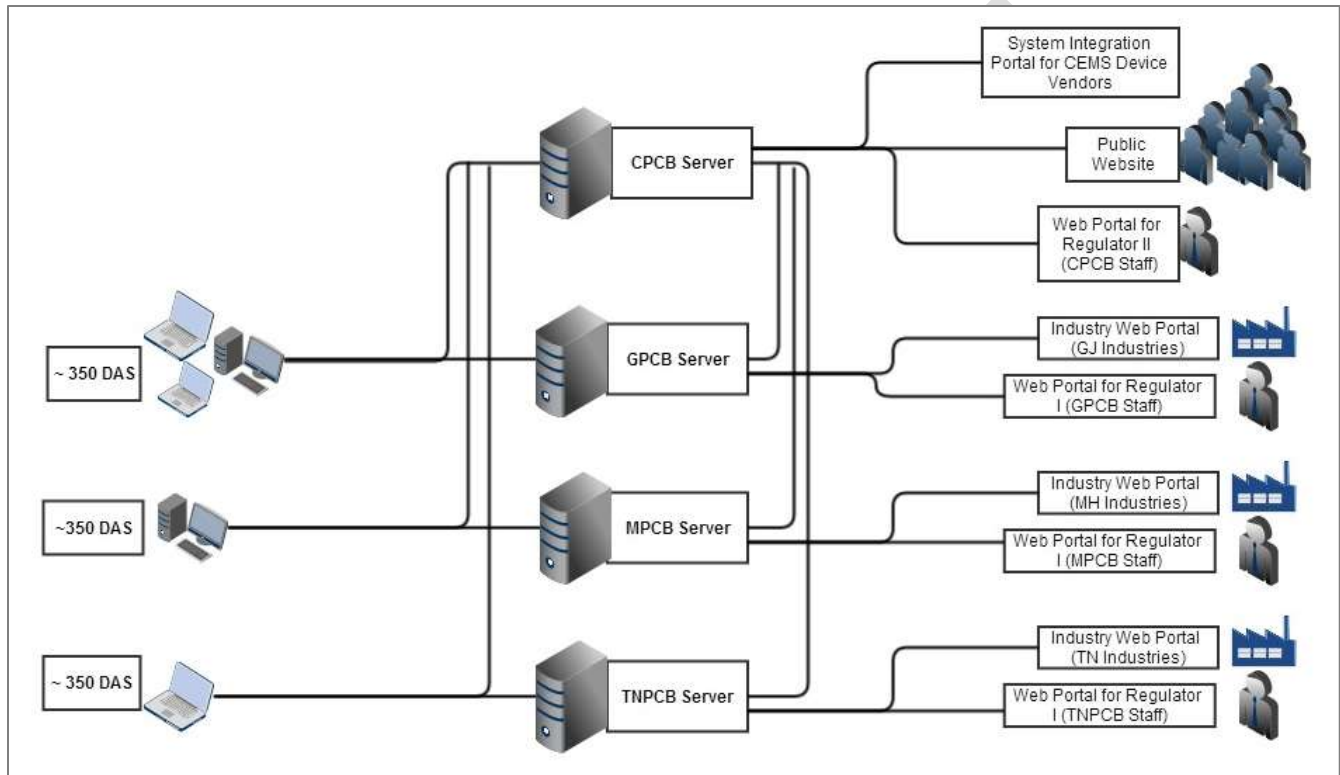 System Integration
Portal for CEMS Device
Vendors
Public
Website
CPCB Server
Web Portal for
Regulator II
(CPCB Staff)
~ 350 DAS
GPCB Server
Industry Web Portal
(GJ Industries)
Web Portal for Regulator
I (GPCB Staff)
~350 DAS
MPCB Server
Industry Web Portal
(MH Industries)
Web Portal for Regulator
I (MPCB Staff)
~ 350 DAS
TNPCB Server
Industry Web Portal
(TN Industries)
Web Portal for Regulator
I (TNPCB Staff)